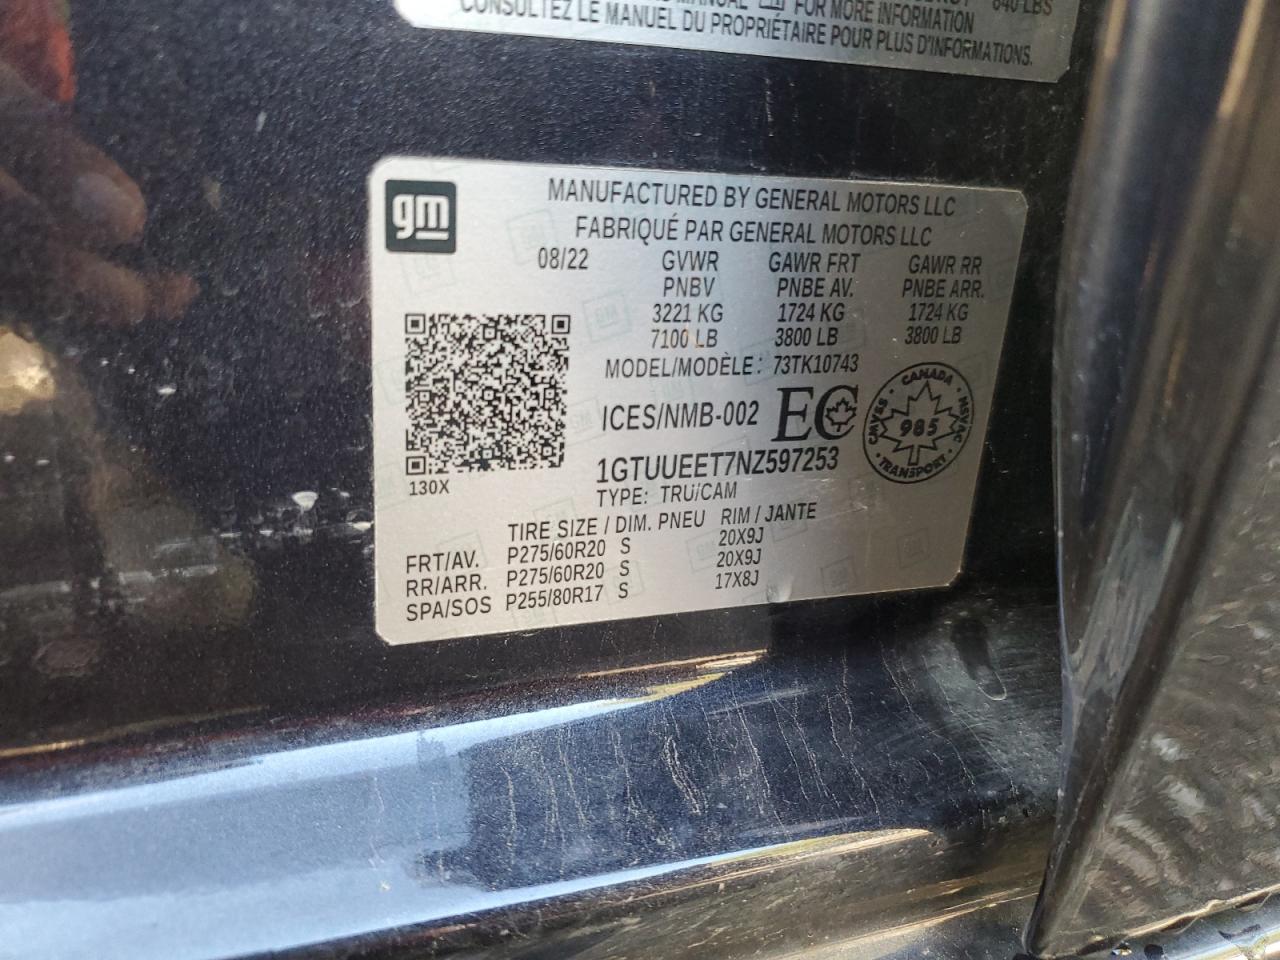 840 LBS
FOR MORE INFORMATION
CONSULTEZ LE MANUEL DU PROPRIÉTAIRE POUR PLUS D'INFORMATIONS.
gm
MANUFACTURED BY GENERAL MOTORS LLC
FABRIQUÉ PAR GENERAL MOTORS LLC
08/22 GVWR GAWR FRT GAWR RR
PNBV PNBE AV. PNBE ARR.
3221 KG 1724 KG 1724 KG
7100 LB 3800 LB 3800 LB
MODEL/MODÈLE: 73TK10743
ICES/NMB-002 EC
CANADA CMVSS NSVAC 985 TRANSPORT
1GTUUEET7NZ597253
130X
TYPE: TRU/CAM
TIRE SIZE / DIM. PNEU RIM / JANTE
FRT/AV. P275/60R20 S 20X9J
RR/ARR. P275/60R20 S 20X9J
SPA/SOS P255/80R17 S 17X8J